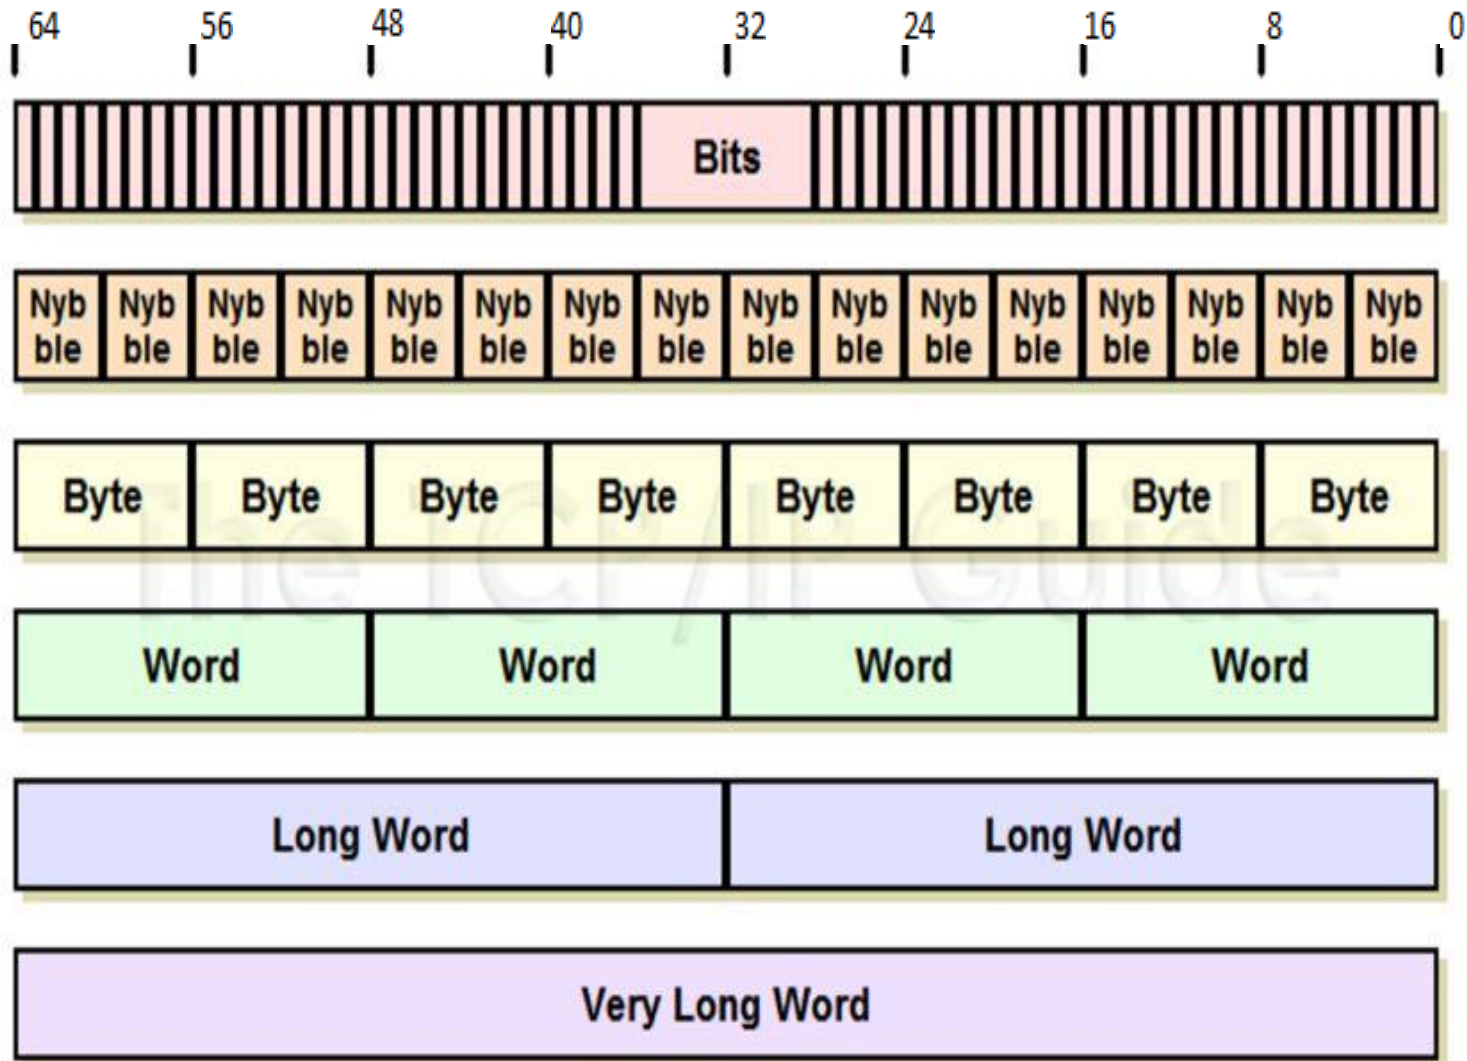 64 56 48 40 32 24 16 8 0
Bits
Nyb Nyb Nyb Nyb Nyb Nyb Nyb Nyb Nyb Nyb Nyb Nyb Nyb Nyb Nyb Nyb
ble ble ble ble ble ble ble ble ble ble ble ble ble ble ble ble
Byte Byte Byte Byte Byte Byte Byte Byte
The TCP/IP Guide
Word Word Word Word
Long Word Long Word
Very Long Word